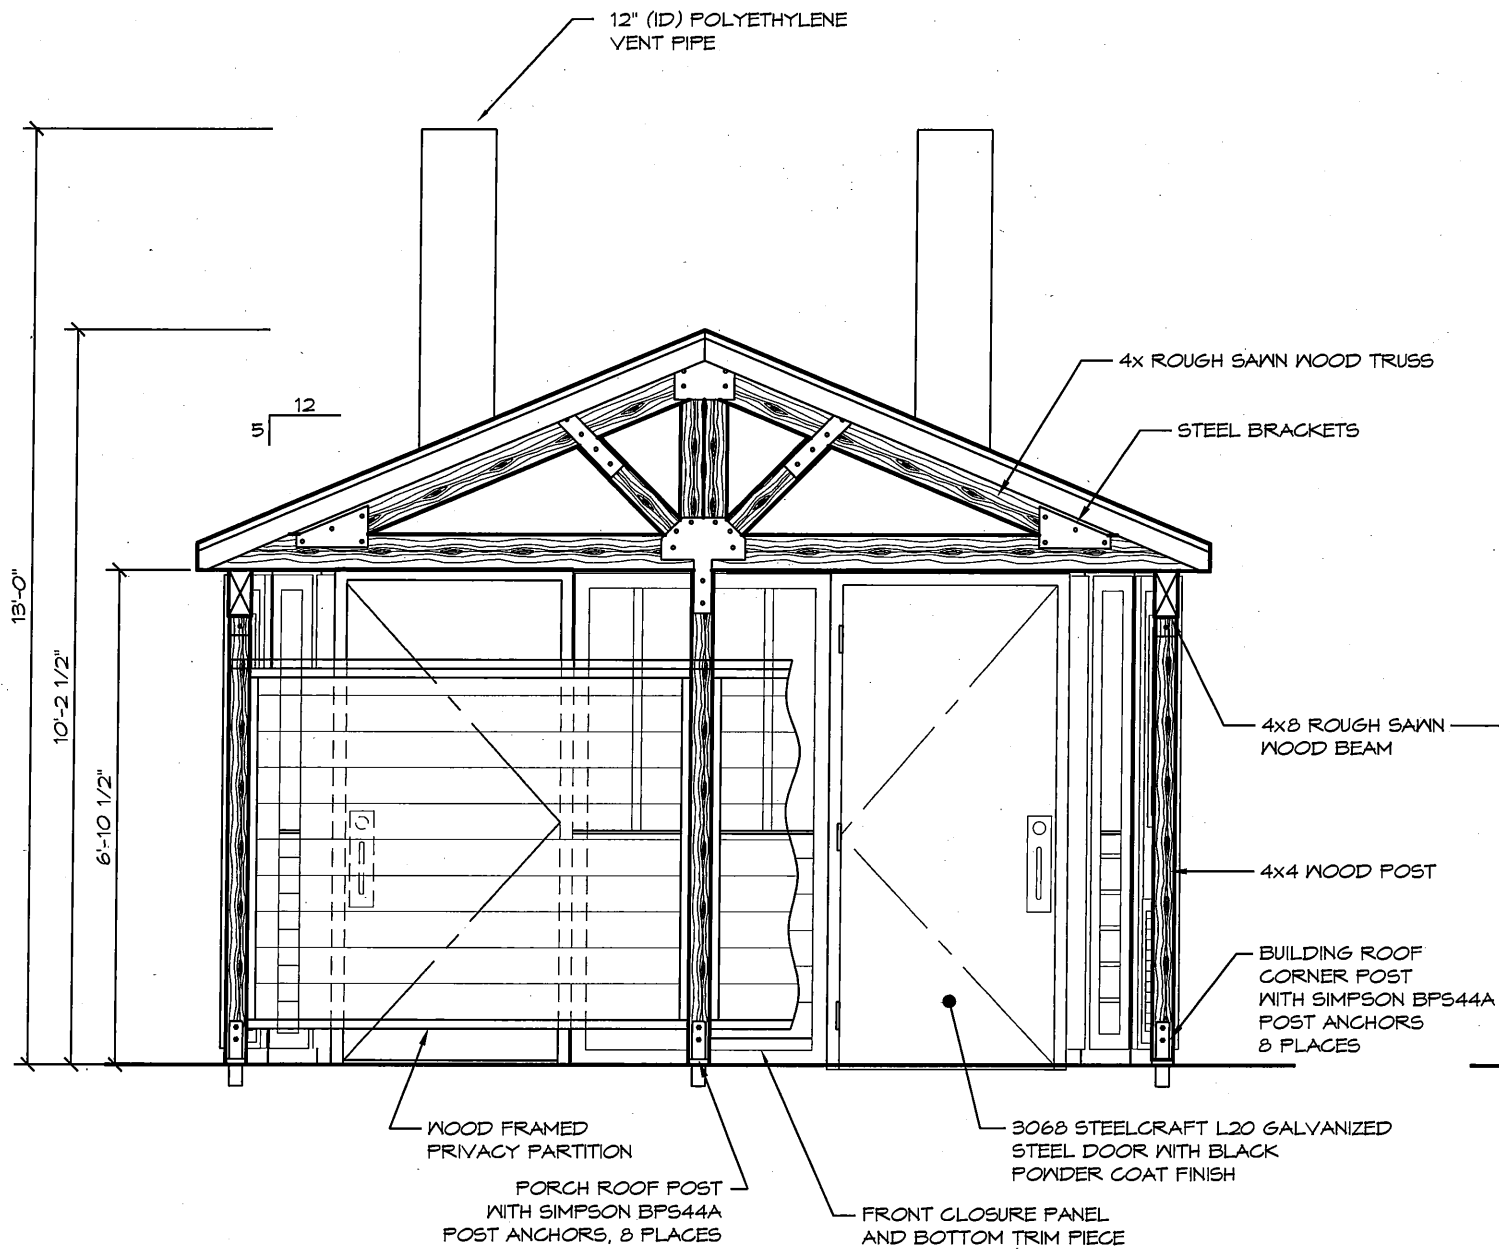 12" (ID) POLYETHYLENE
VENT PIPE
4x ROUGH SAWN WOOD TRUSS
12
5
STEEL BRACKETS
13'-0"
10'-2 1/2"
6'-10 1/2"
4x8 ROUGH SAWN
WOOD BEAM
4x4 WOOD POST
BUILDING ROOF
CORNER POST
WITH SIMPSON BPS44A
POST ANCHORS
8 PLACES
WOOD FRAMED
PRIVACY PARTITION
3068 STEELCRAFT L20 GALVANIZED
STEEL DOOR WITH BLACK
POWDER COAT FINISH
PORCH ROOF POST
WITH SIMPSON BPS44A
POST ANCHORS, 8 PLACES
FRONT CLOSURE PANEL
AND BOTTOM TRIM PIECE